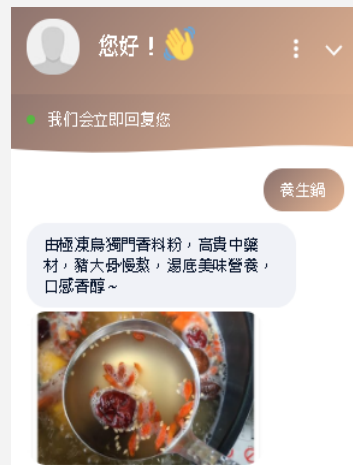 您好！👋
我们会立即回复您
養生鍋
由極凍鳥獨門香料粉，高貴中藥
材，豬大骨慢熬，湯底美味營養，
口感香醇～